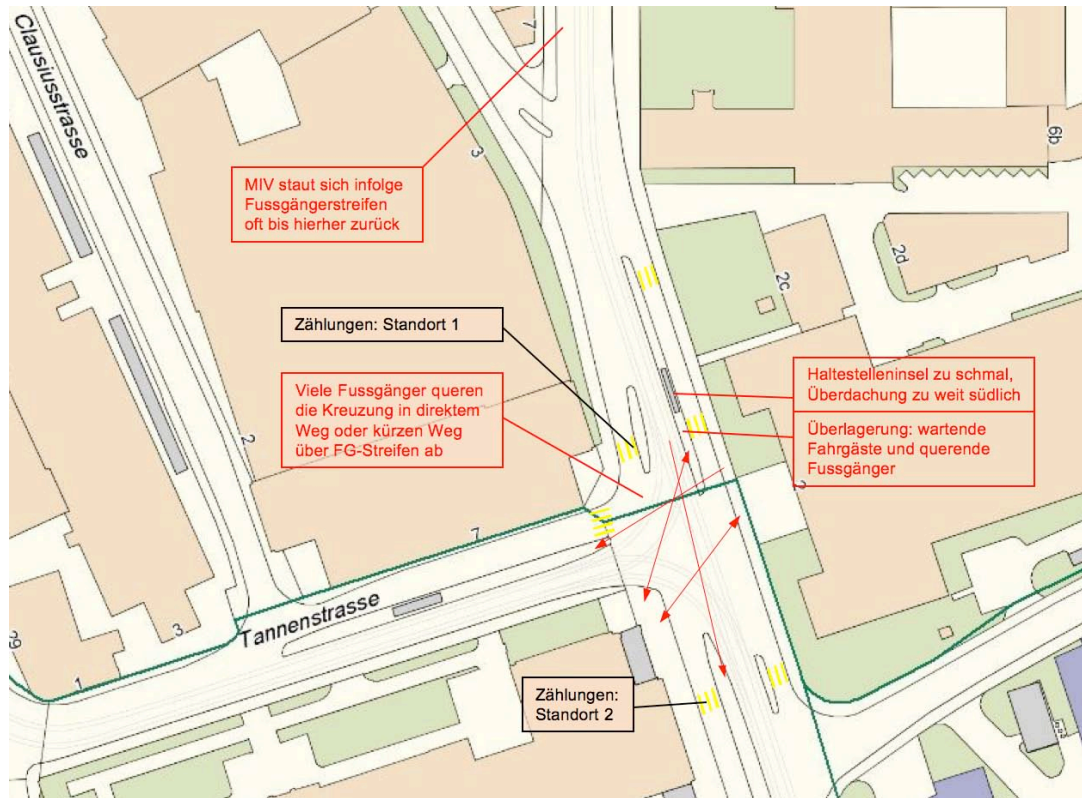 Clausiusstrasse
7
3
6b
MIV staut sich infolge
Fussgängerstreifen
oft bis hierher zurück
2d
2c
Zählungen: Standort 1
Viele Fussgänger queren
die Kreuzung in direktem
Weg oder kürzen Weg
über FG-Streifen ab
Haltestelleninsel zu schmal,
Überdachung zu weit südlich
Überlagerung: wartende
Fahrgäste und querende
Fussgänger
2
2
7
Tannenstrasse
3
29
1
Zählungen:
Standort 2